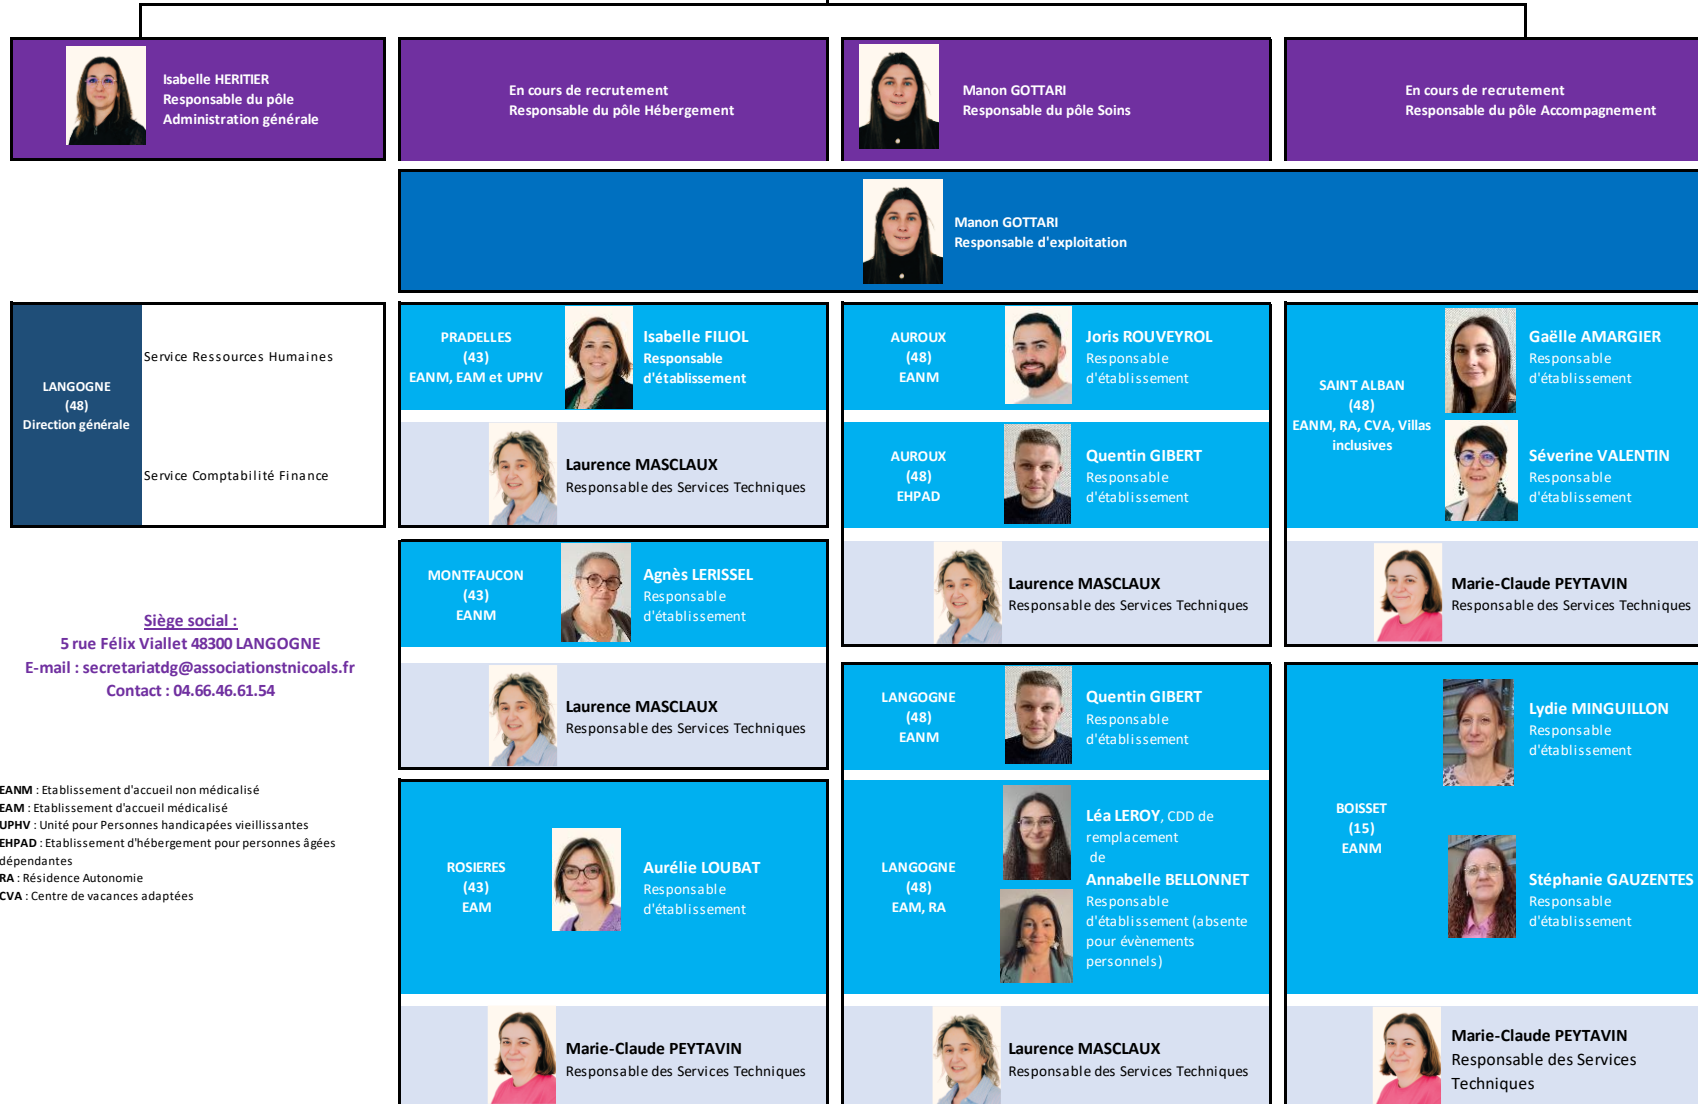 Isabelle HERITIER
Responsable du pôle
Administration générale
En cours de recrutement
Responsable du pôle Hébergement
Manon GOTTARI
Responsable du pôle Soins
En cours de recrutement
Responsable du pôle Accompagnement
Manon GOTTARI
Responsable d'exploitation
LANGOGNE
(48)
Direction générale
Service Ressources Humaines
Service Comptabilité Finance
Siège social :
5 rue Félix Viallet 48300 LANGOGNE
E-mail : secretariatdg@associationstnicoals.fr
Contact : 04.66.46.61.54
EANM : Etablissement d'accueil non médicalisé
EAM : Etablissement d'accueil médicalisé
UPHV : Unité pour Personnes handicapées vieillissantes
EHPAD : Etablissement d'hébergement pour personnes âgées
dépendantes
RA : Résidence Autonomie
CVA : Centre de vacances adaptées
PRADELLES
(43)
EANM, EAM et UPHV
Isabelle FILIOL
Responsable
d'établissement
Laurence MASCLAUX
Responsable des Services Techniques
MONTFAUCON
(43)
EANM
Agnès LERISSEL
Responsable
d'établissement
Laurence MASCLAUX
Responsable des Services Techniques
ROSIERES
(43)
EAM
Aurélie LOUBAT
Responsable
d'établissement
Marie-Claude PEYTAVIN
Responsable des Services Techniques
AUROUX
(48)
EANM
Joris ROUVEYROL
Responsable
d'établissement
AUROUX
(48)
EHPAD
Quentin GIBERT
Responsable
d'établissement
Laurence MASCLAUX
Responsable des Services Techniques
LANGOGNE
(48)
EANM
Quentin GIBERT
Responsable
d'établissement
LANGOGNE
(48)
EAM, RA
Léa LEROY, CDD de
remplacement
de
Annabelle BELLONNET
Responsable
d'établissement (absente
pour évènements
personnels)
Laurence MASCLAUX
Responsable des Services Techniques
SAINT ALBAN
(48)
EANM, RA, CVA, Villas
inclusives
Gaëlle AMARGIER
Responsable
d'établissement
Séverine VALENTIN
Responsable
d'établissement
Marie-Claude PEYTAVIN
Responsable des Services Techniques
BOISSET
(15)
EANM
Lydie MINGUILLON
Responsable
d'établissement
Stéphanie GAUZENTES
Responsable
d'établissement
Marie-Claude PEYTAVIN
Responsable des Services
Techniques